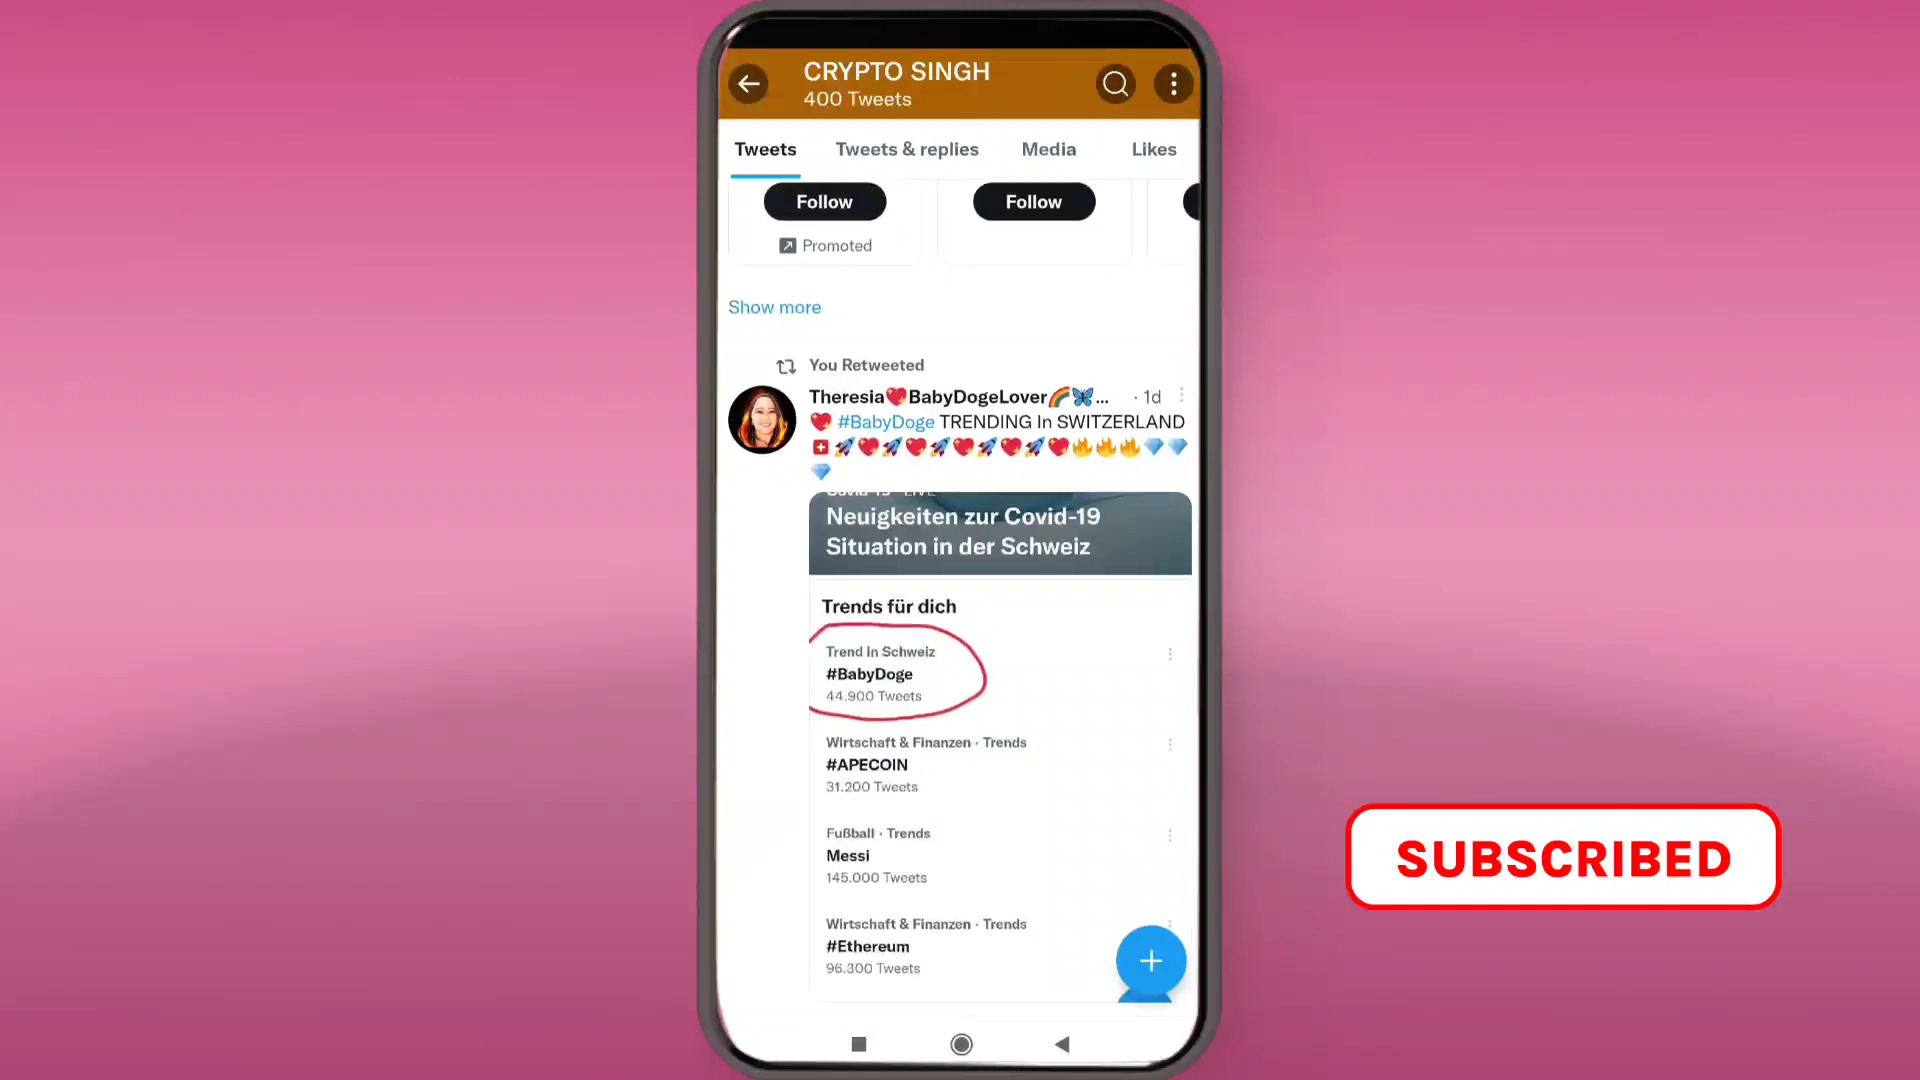 CRYPTO SINGH
400 Tweets
Tweets Tweets & replies Media Likes
Follow Follow
Promoted
Show more
You Retweeted
Theresia💖BabyDogeLover🌈🦋... · 1d
💖 #BabyDoge TRENDING In SWITZERLAND
🇨🇭🚀💖🚀💖🚀💖🚀💖🚀💖🔥🔥🔥💎💎
💎
Covid-19 · LIVE
Neuigkeiten zur Covid-19
Situation in der Schweiz
Trends für dich
Trend in Schweiz
#BabyDoge
44.900 Tweets
Wirtschaft & Finanzen · Trends
#APECOIN
31.200 Tweets
Fußball · Trends
Messi
145.000 Tweets
Wirtschaft & Finanzen · Trends
#Ethereum
96.300 Tweets
SUBSCRIBED